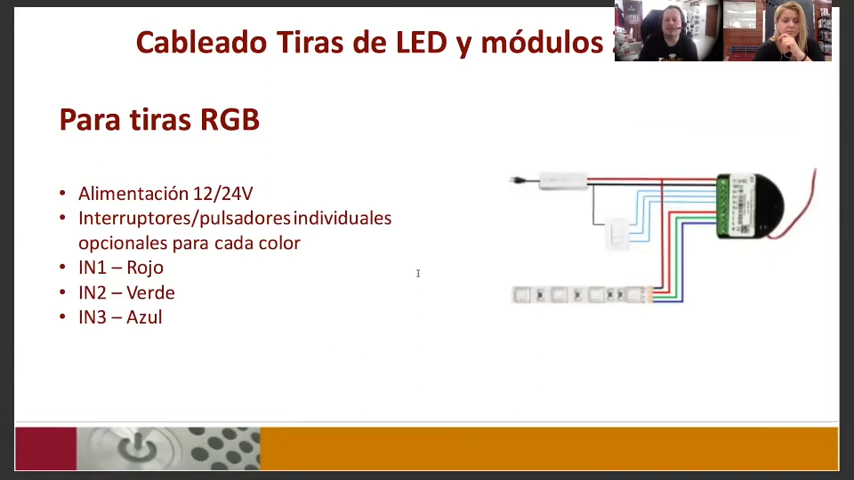 Cableado Tiras de LED y módulos
Para tiras RGB
• Alimentación 12/24V
• Interruptores/pulsadores individuales
opcionales para cada color
• IN1 – Rojo
• IN2 – Verde
• IN3 – Azul